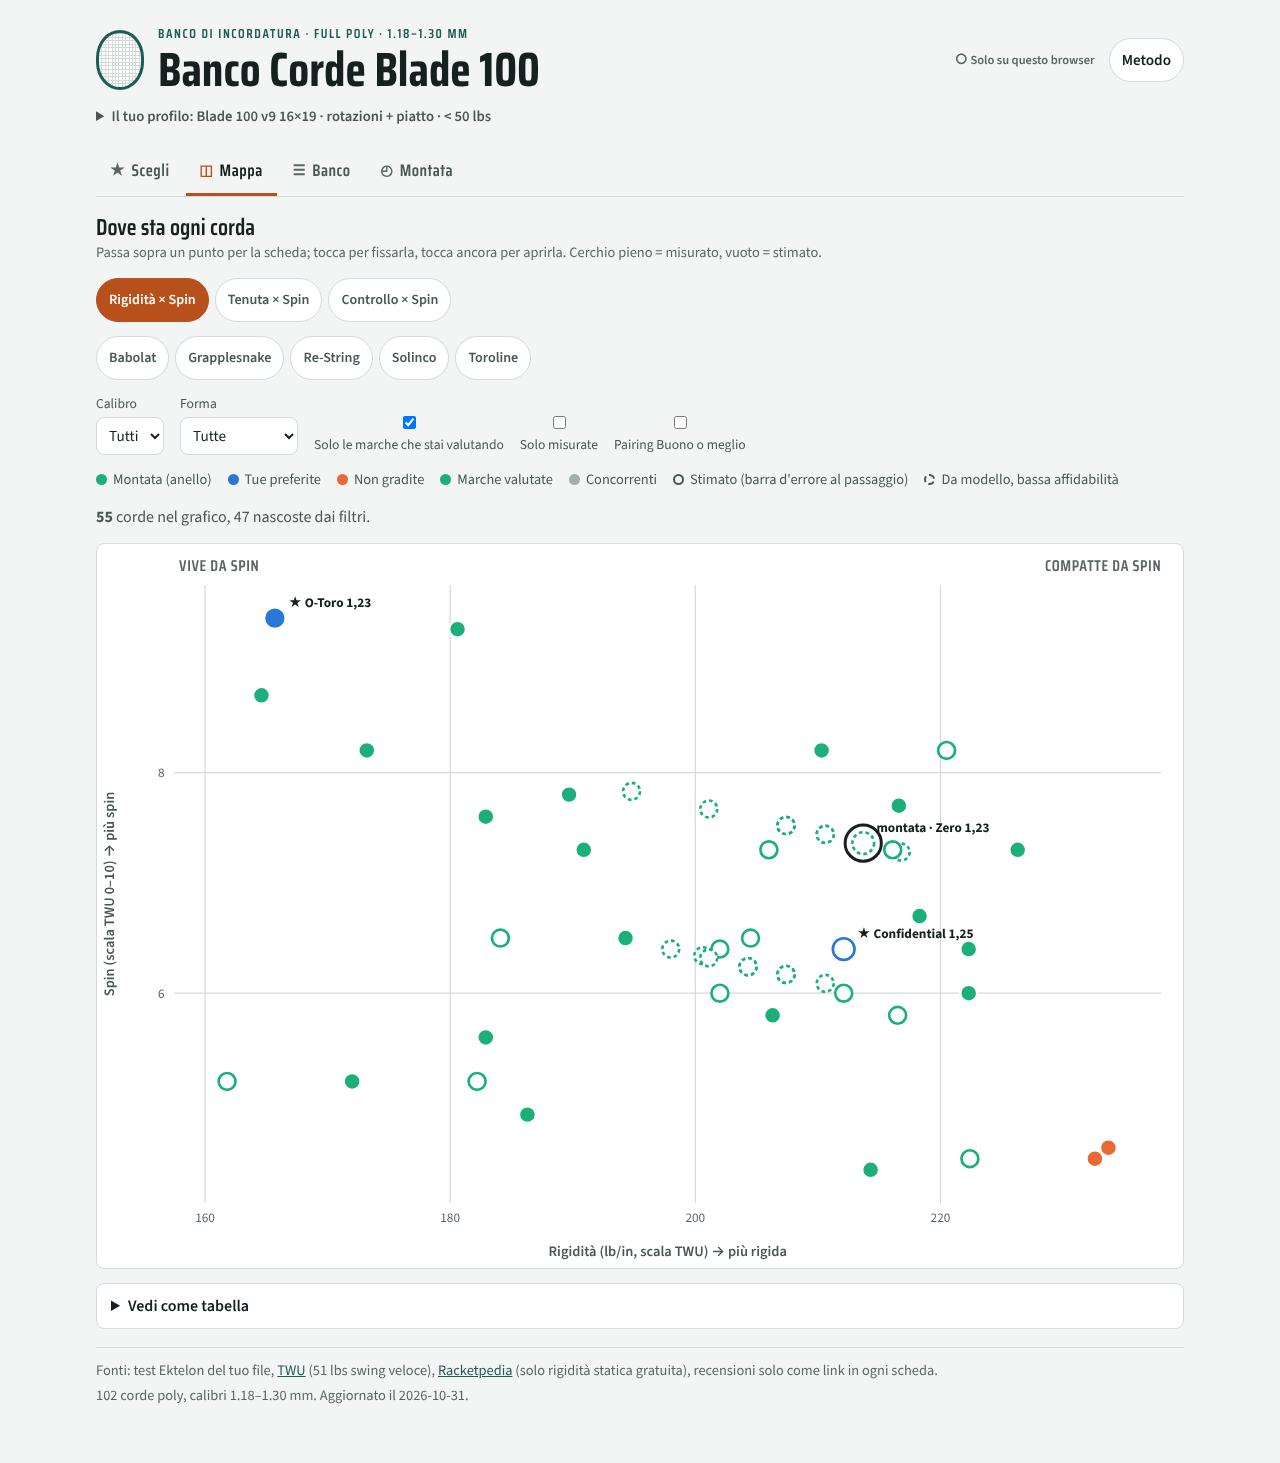 BANCO DI INCORDATURA · FULL POLY · 1.18–1.30 MM
Banco Corde Blade 100
Solo su questo browser
Metodo
▶ Il tuo profilo: Blade 100 v9 16×19 · rotazioni + piatto · < 50 lbs
★ Scegli
Mappa
☰ Banco
Montata
Dove sta ogni corda
Passa sopra un punto per la scheda; tocca per fissarla, tocca ancora per aprirla. Cerchio pieno = misurato, vuoto = stimato.
Rigidità × Spin
Tenuta × Spin
Controllo × Spin
Babolat
Grapplesnake
Re-String
Solinco
Toroline
Calibro
Forma
Tutti
Tutte
Solo le marche che stai valutando
Solo misurate
Pairing Buono o meglio
Montata (anello)
Tue preferite
Non gradite
Marche valutate
Concorrenti
Stimato (barra d'errore al passaggio)
Da modello, bassa affidabilità
55 corde nel grafico, 47 nascoste dai filtri.
VIVE DA SPIN
COMPATTE DA SPIN
★ O-Toro 1,23
8
montata · Zero 1,23
★ Confidential 1,25
6
Spin (scala TWU 0–10) → più spin
160
180
200
220
Rigidità (lb/in, scala TWU) → più rigida
▶ Vedi come tabella
Fonti: test Ektelon del tuo file, TWU (51 lbs swing veloce), Racketpedia (solo rigidità statica gratuita), recensioni solo come link in ogni scheda.
102 corde poly, calibri 1.18–1.30 mm. Aggiornato il 2026-10-31.